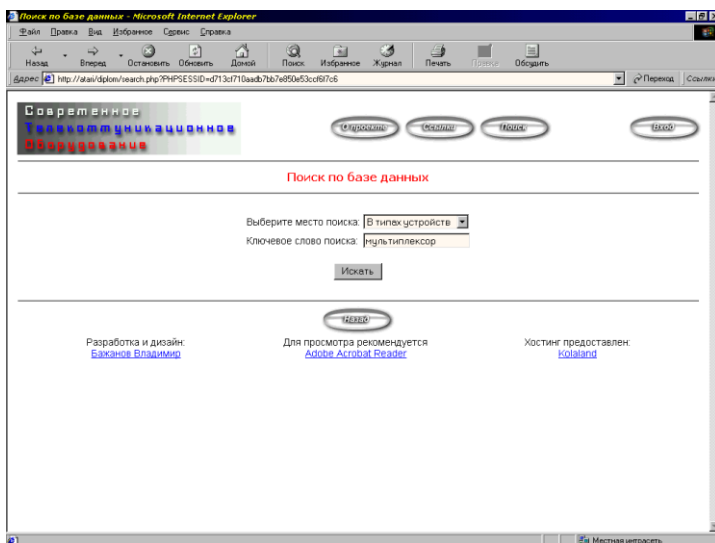 Поиск по базе данных - Microsoft Internet Explorer
Файл Правка Вид Избранное Сервис Справка
Назад Вперед Остановить Обновить Домой Поиск Избранное Журнал Печать Правка Обсудить
Адрес http://atari/diplom/search.php?PHPSESSID=d713cf710aadb7bb7e850e53ccf6f7c6 Переход Ссылки
Современное
Телекоммуникационное
Оборудование
О проекте Ссылки Поиск Вход
Поиск по базе данных
Выберите место поиска: В типах устройств
Ключевое слово поиска: мультиплексор
Искать
Назад
Разработка и дизайн: Для просмотра рекомендуется Хостинг предоставлен:
Бажанов Владимир Adobe Acrobat Reader Kolaland
Местная интрасеть